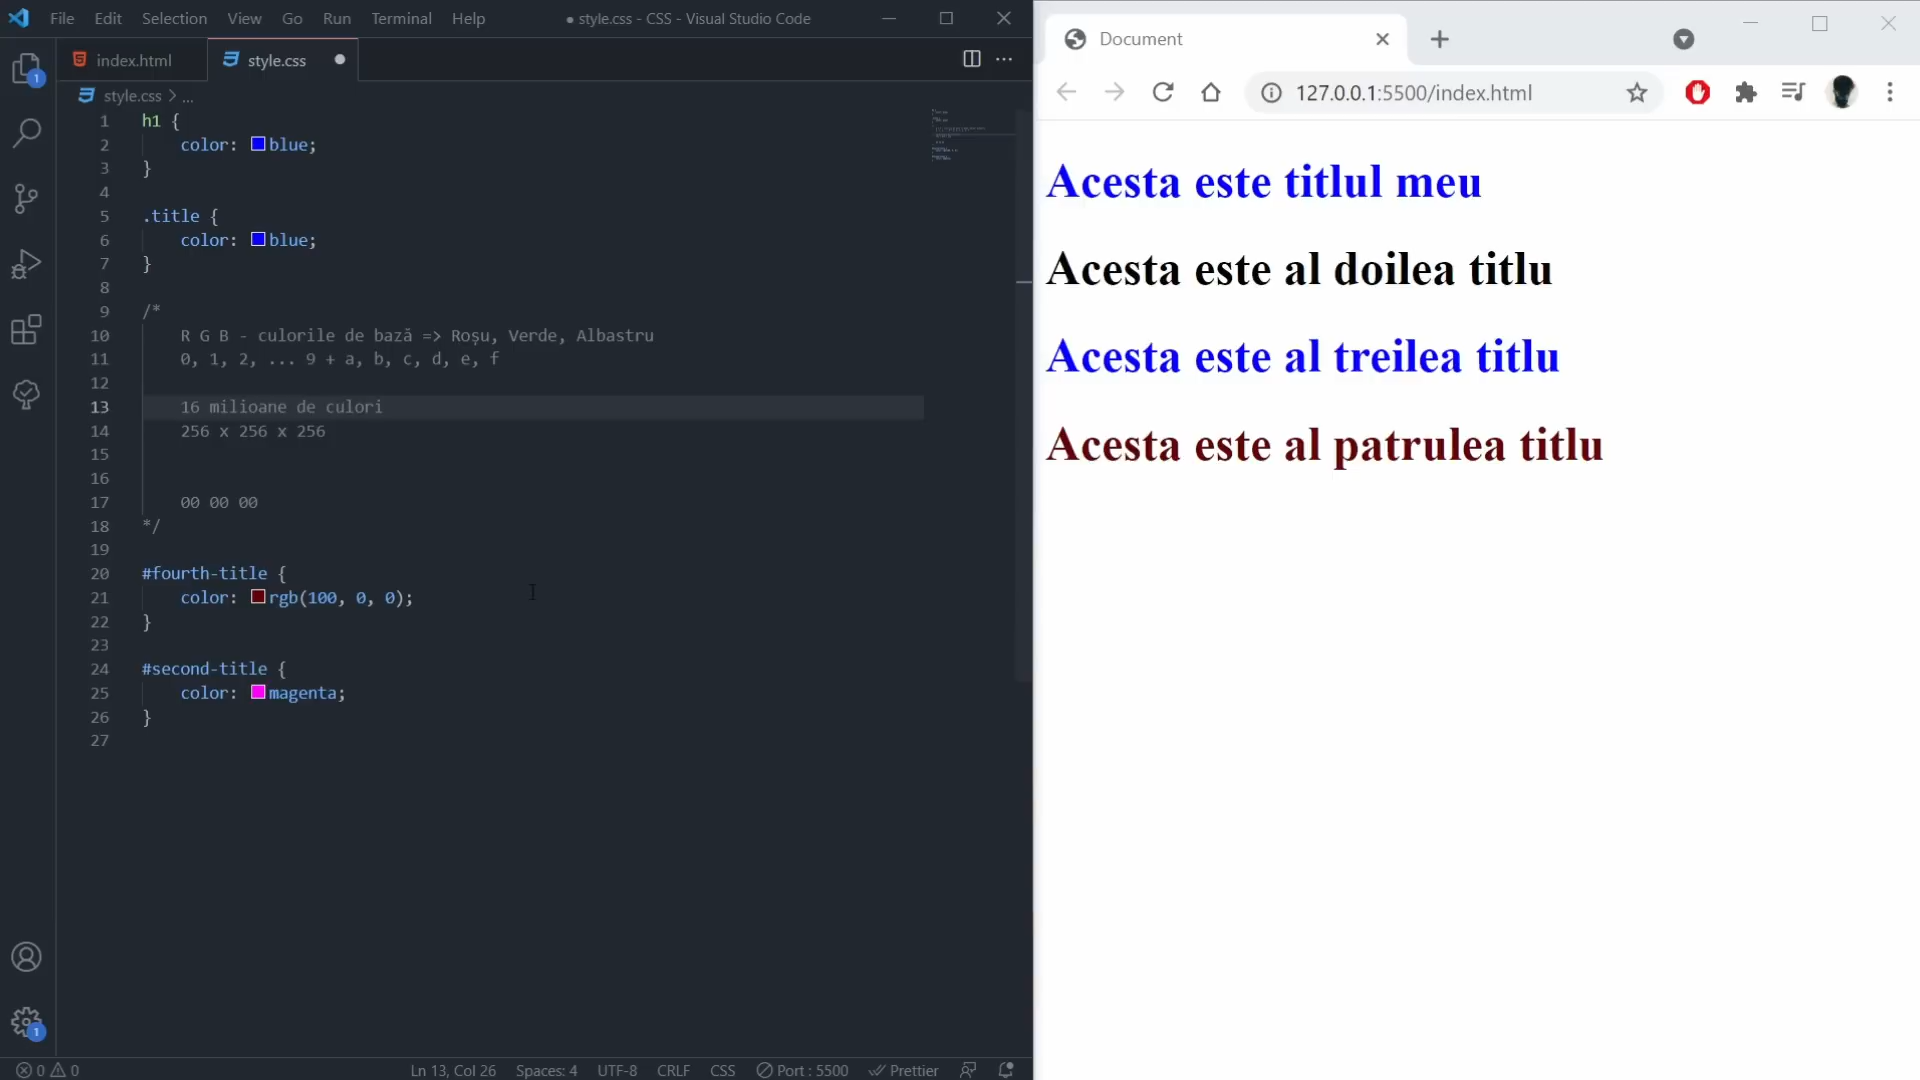 File Edit Selection View Go Run Terminal Help
● style.css - CSS - Visual Studio Code
index.html
style.css
style.css > ...
1 h1 {
2 color: blue;
3 }
4
5 .title {
6 color: blue;
7 }
8
9 /*
10 R G B - culorile de bază => Roșu, Verde, Albastru
11 0, 1, 2, ... 9 + a, b, c, d, e, f
12
13 16 milioane de culori
14 256 x 256 x 256
15
16
17 00 00 00
18 */
19
20 #fourth-title {
21 color: rgb(100, 0, 0);
22 }
23
24 #second-title {
25 color: magenta;
26 }
27
1
1
0 0
Ln 13, Col 26 Spaces: 4 UTF-8 CRLF CSS Port : 5500 Prettier
Document
127.0.0.1:5500/index.html
Acesta este titlul meu
Acesta este al doilea titlu
Acesta este al treilea titlu
Acesta este al patrulea titlu